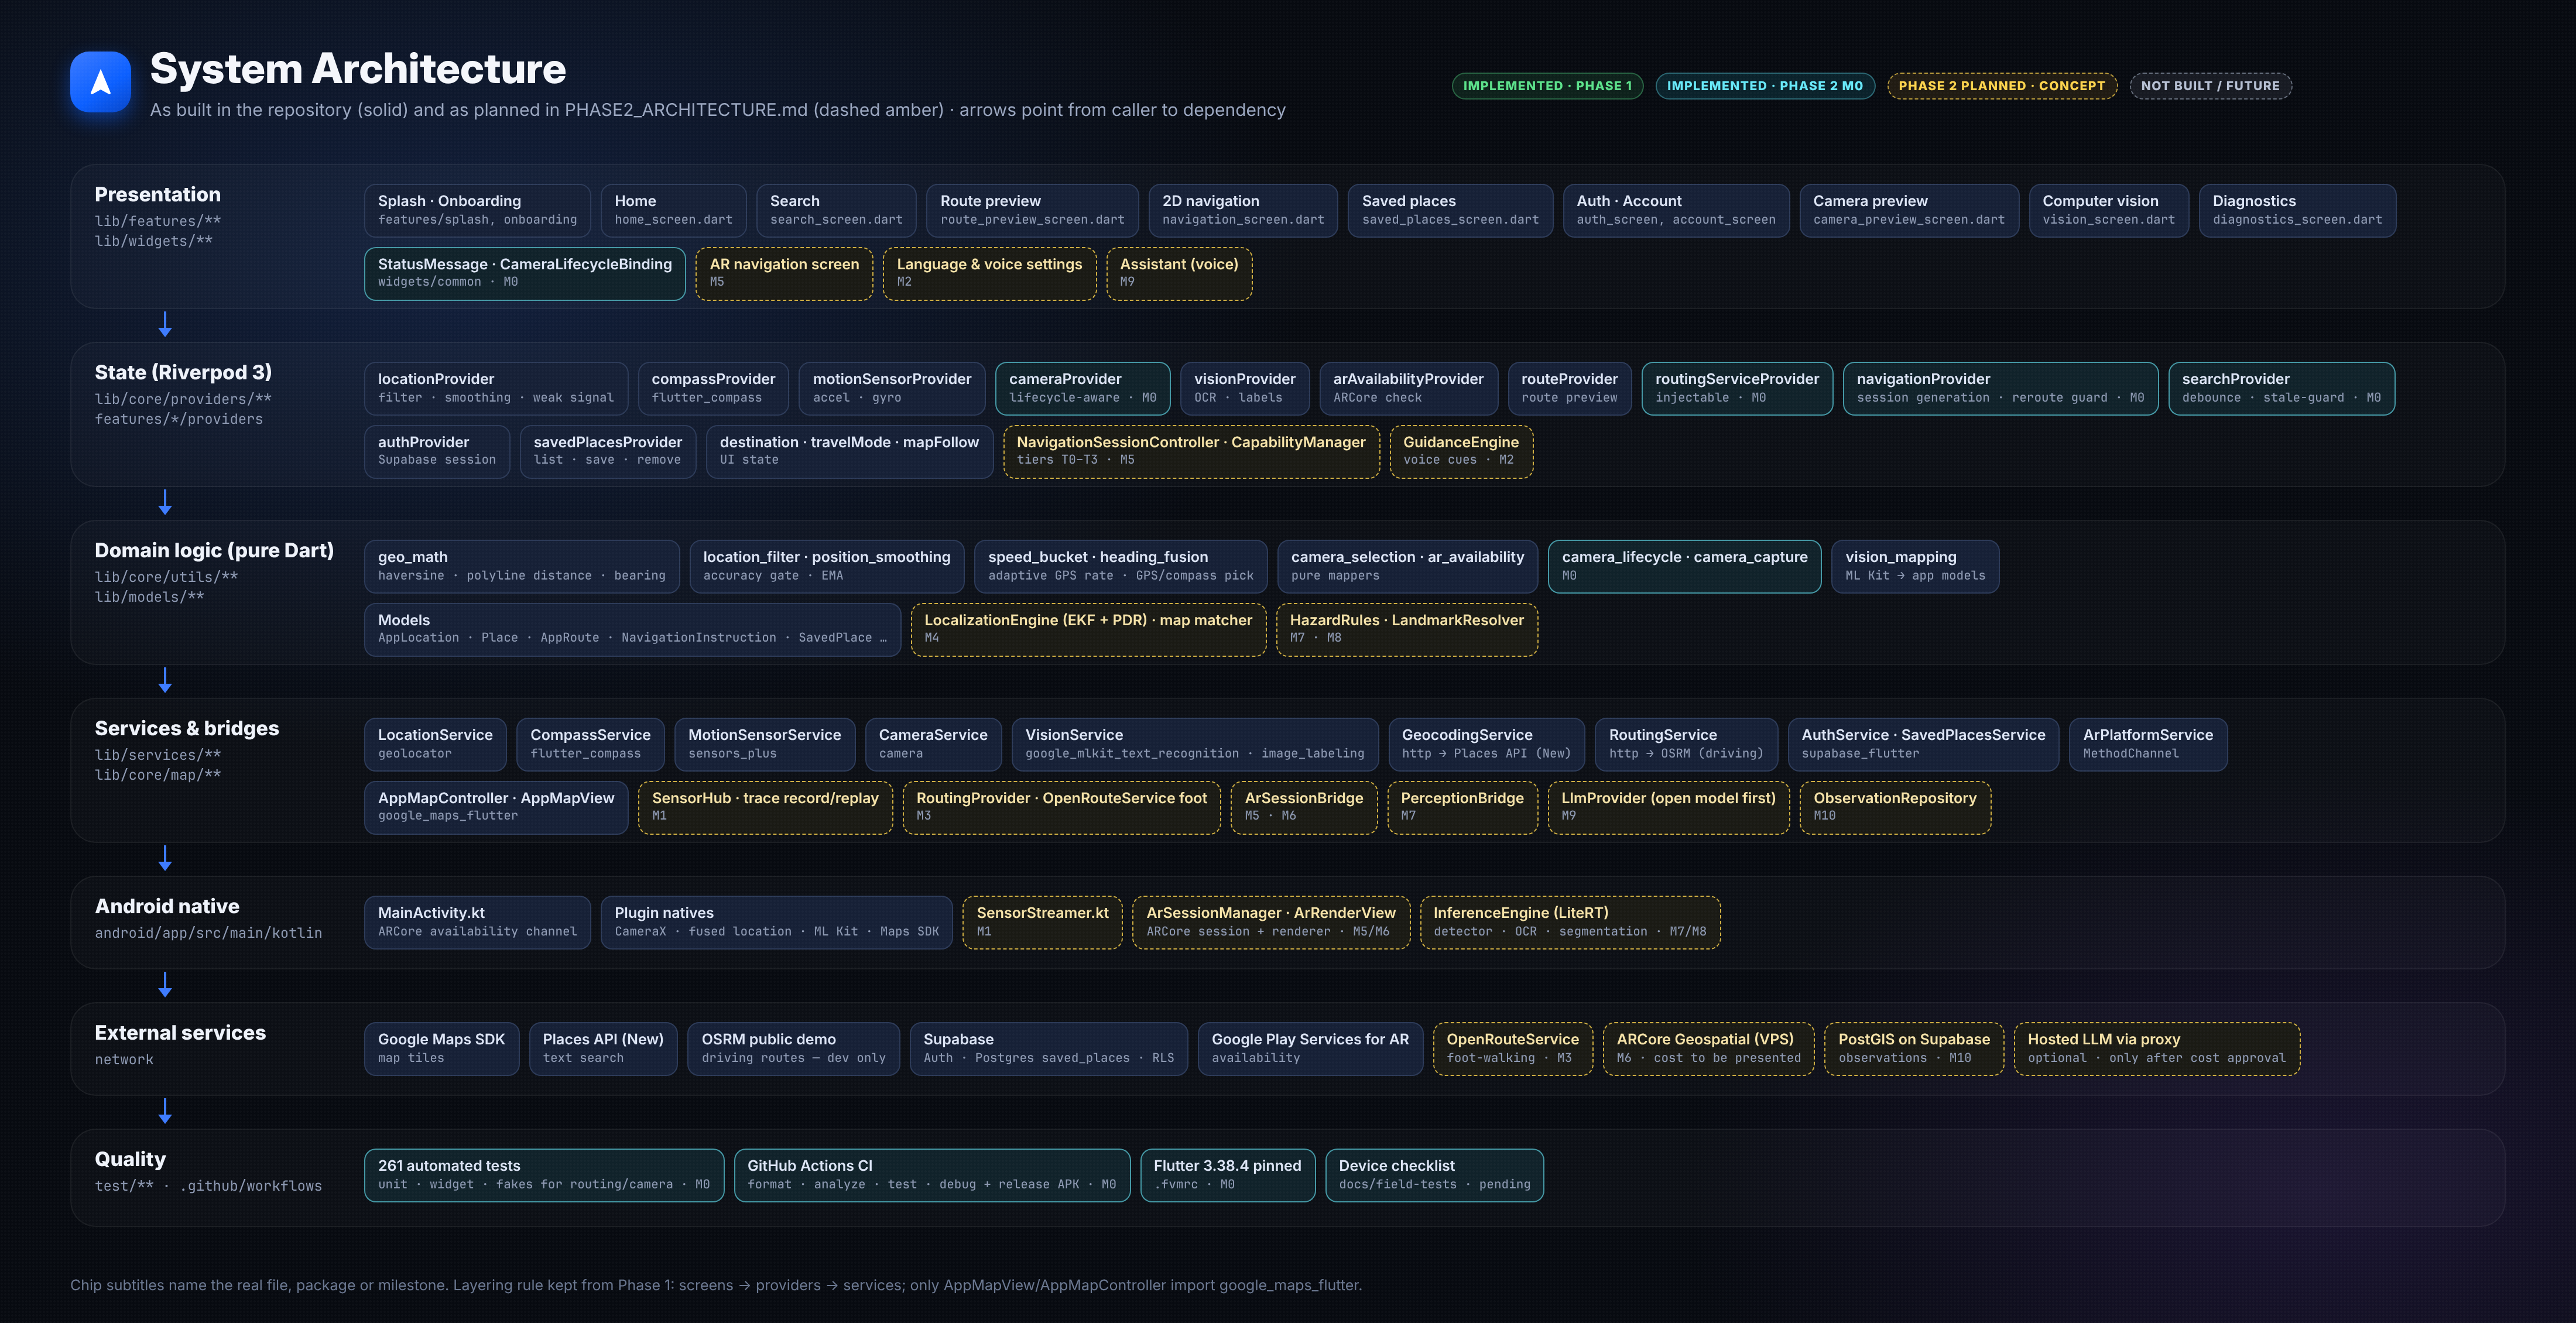 System Architecture
As built in the repository (solid) and as planned in PHASE2_ARCHITECTURE.md (dashed amber) · arrows point from caller to dependency
IMPLEMENTED · PHASE 1
IMPLEMENTED · PHASE 2 M0
PHASE 2 PLANNED · CONCEPT
NOT BUILT / FUTURE
Presentation
lib/features/**
lib/widgets/**
Splash · Onboarding
features/splash, onboarding
Home
home_screen.dart
Search
search_screen.dart
Route preview
route_preview_screen.dart
2D navigation
navigation_screen.dart
Saved places
saved_places_screen.dart
Auth · Account
auth_screen, account_screen
Camera preview
camera_preview_screen.dart
Computer vision
vision_screen.dart
Diagnostics
diagnostics_screen.dart
StatusMessage · CameraLifecycleBinding
widgets/common · M0
AR navigation screen
M5
Language & voice settings
M2
Assistant (voice)
M9
State (Riverpod 3)
lib/core/providers/**
features/*/providers
locationProvider
filter · smoothing · weak signal
compassProvider
flutter_compass
motionSensorProvider
accel · gyro
cameraProvider
lifecycle-aware · M0
visionProvider
OCR · labels
arAvailabilityProvider
ARCore check
routeProvider
route preview
routingServiceProvider
injectable · M0
navigationProvider
session generation · reroute guard · M0
searchProvider
debounce · stale-guard · M0
authProvider
Supabase session
savedPlacesProvider
list · save · remove
destination · travelMode · mapFollow
UI state
NavigationSessionController · CapabilityManager
tiers T0–T3 · M5
GuidanceEngine
voice cues · M2
Domain logic (pure Dart)
lib/core/utils/**
lib/models/**
geo_math
haversine · polyline distance · bearing
location_filter · position_smoothing
accuracy gate · EMA
speed_bucket · heading_fusion
adaptive GPS rate · GPS/compass pick
camera_selection · ar_availability
pure mappers
camera_lifecycle · camera_capture
M0
vision_mapping
ML Kit → app models
Models
AppLocation · Place · AppRoute · NavigationInstruction · SavedPlace …
LocalizationEngine (EKF + PDR) · map matcher
M4
HazardRules · LandmarkResolver
M7 · M8
Services & bridges
lib/services/**
lib/core/map/**
LocationService
geolocator
CompassService
flutter_compass
MotionSensorService
sensors_plus
CameraService
camera
VisionService
google_mlkit_text_recognition · image_labeling
GeocodingService
http → Places API (New)
RoutingService
http → OSRM (driving)
AuthService · SavedPlacesService
supabase_flutter
ArPlatformService
MethodChannel
AppMapController · AppMapView
google_maps_flutter
SensorHub · trace record/replay
M1
RoutingProvider · OpenRouteService foot
M3
ArSessionBridge
M5 · M6
PerceptionBridge
M7
LlmProvider (open model first)
M9
ObservationRepository
M10
Android native
android/app/src/main/kotlin
MainActivity.kt
ARCore availability channel
Plugin natives
CameraX · fused location · ML Kit · Maps SDK
SensorStreamer.kt
M1
ArSessionManager · ArRenderView
ARCore session + renderer · M5/M6
InferenceEngine (LiteRT)
detector · OCR · segmentation · M7/M8
External services
network
Google Maps SDK
map tiles
Places API (New)
text search
OSRM public demo
driving routes — dev only
Supabase
Auth · Postgres saved_places · RLS
Google Play Services for AR
availability
OpenRouteService
foot-walking · M3
ARCore Geospatial (VPS)
M6 · cost to be presented
PostGIS on Supabase
observations · M10
Hosted LLM via proxy
optional · only after cost approval
Quality
test/** · .github/workflows
261 automated tests
unit · widget · fakes for routing/camera · M0
GitHub Actions CI
format · analyze · test · debug + release APK · M0
Flutter 3.38.4 pinned
.fvmrc · M0
Device checklist
docs/field-tests · pending
Chip subtitles name the real file, package or milestone. Layering rule kept from Phase 1: screens → providers → services; only AppMapView/AppMapController import google_maps_flutter.